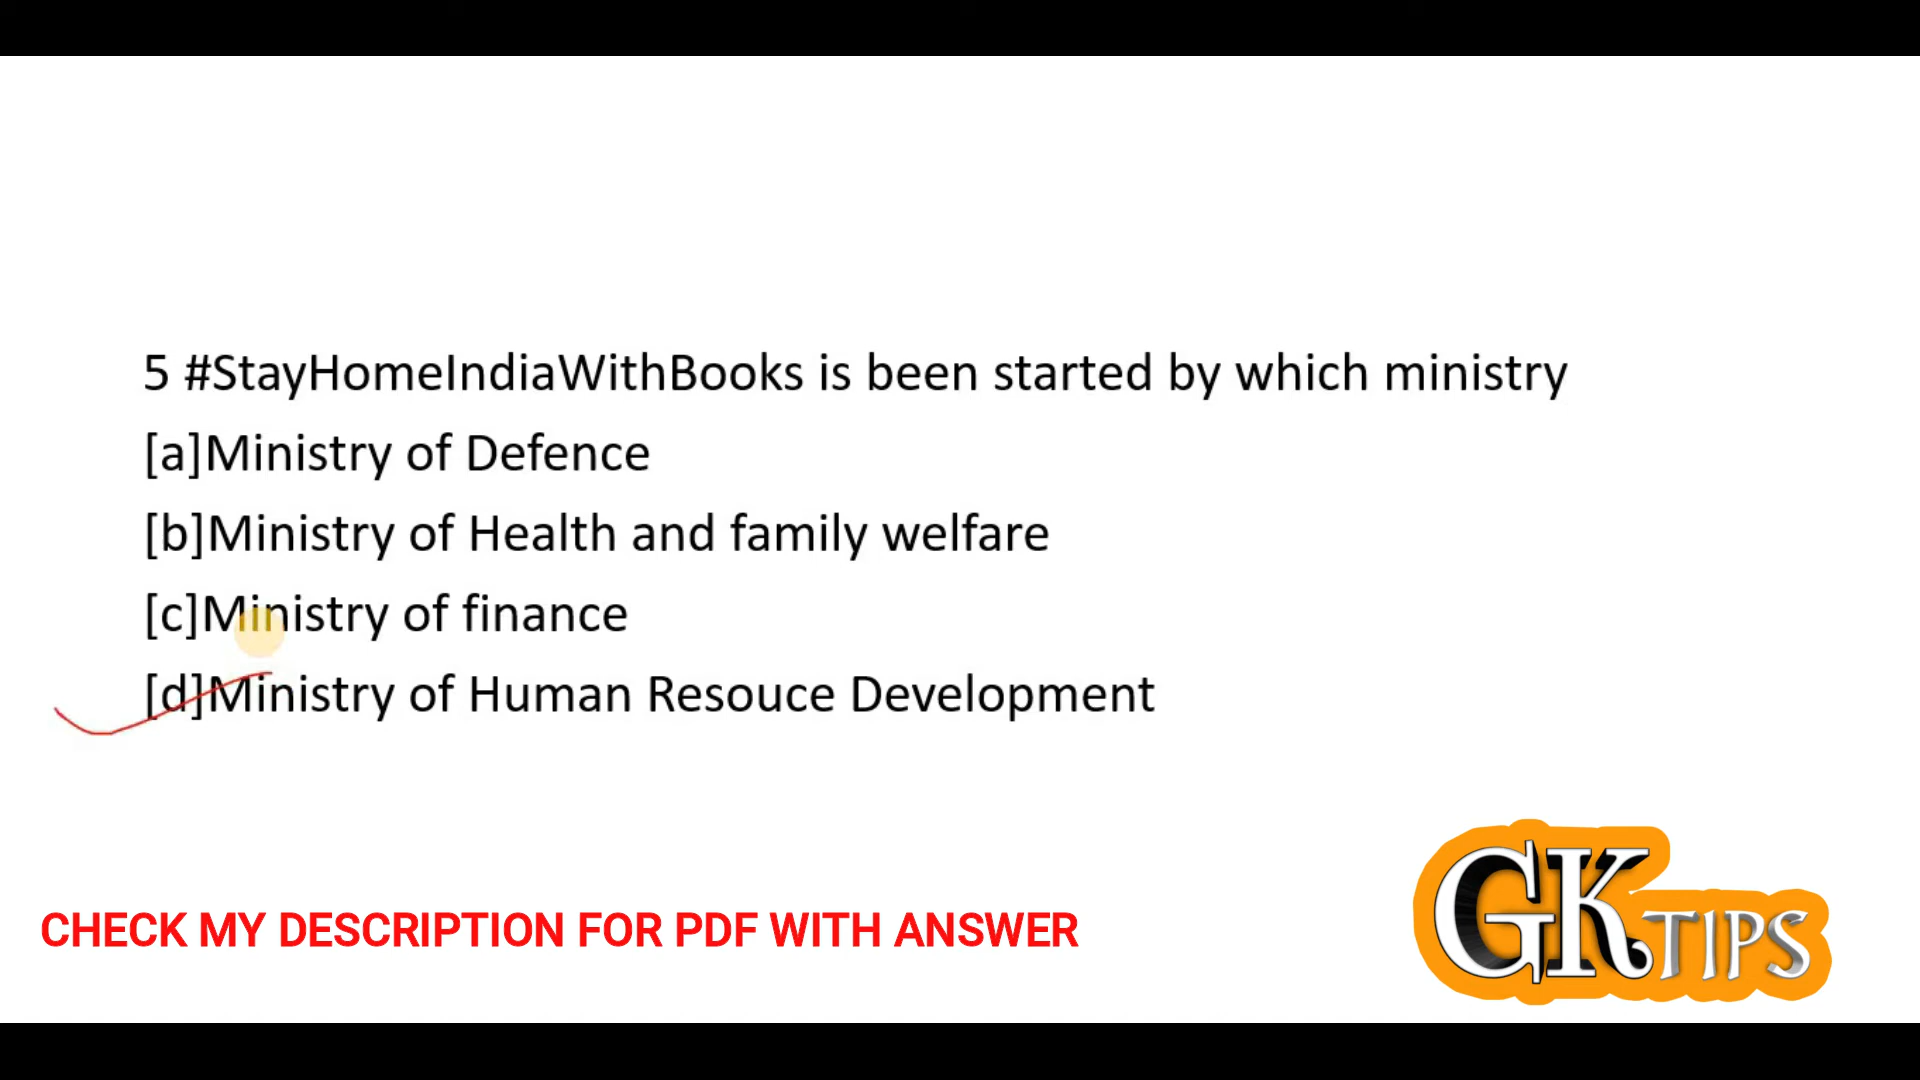 5 #StayHomeIndiaWithBooks is been started by which ministry
[a]Ministry of Defence
[b]Ministry of Health and family welfare
[c]Ministry of finance
[d]Ministry of Human Resouce Development
CHECK MY DESCRIPTION FOR PDF WITH ANSWER
GK TIPS